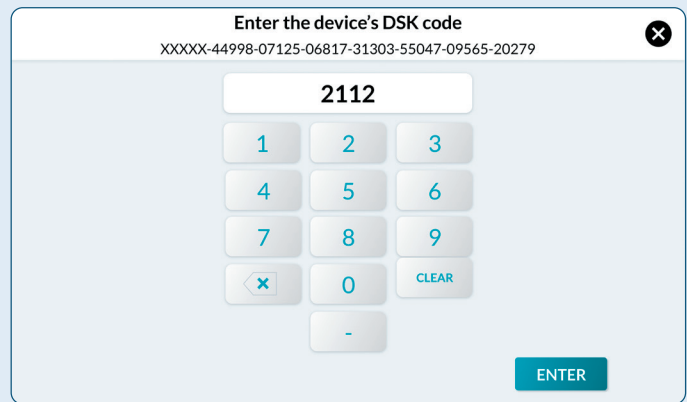 Enter the device's DSK code
XXXXX-44998-07125-06817-31303-55047-09565-20279
2112
1 2 3
4 5 6
7 8 9
0 CLEAR
-
ENTER